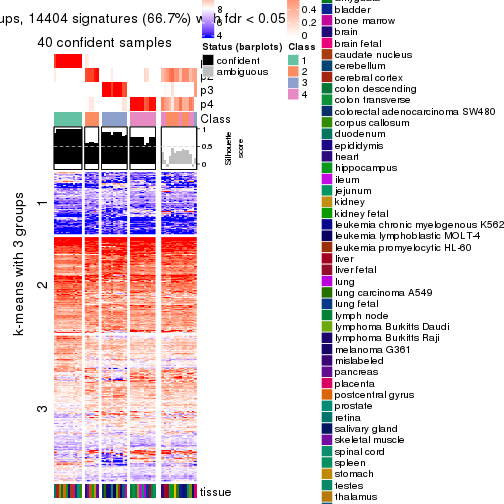 ups, 14404 signatures (66.7%) with fdr < 0.05
40 confident samples
p3
p4
Class
1
0.5
0
Silhouette
score
k-means with 3 groups
1
2
3
tissue
8
6
4
Status (barplots)
confident
ambiguous
0.4
0.2
0
Class
1
2
3
4
bladder
bone marrow
brain
brain fetal
caudate nucleus
cerebellum
cerebral cortex
colon descending
colon transverse
colorectal adenocarcinoma SW480
corpus callosum
duodenum
epididymis
heart
hippocampus
ileum
jejunum
kidney
kidney fetal
leukemia chronic myelogenous K562
leukemia lymphoblastic MOLT-4
leukemia promyelocytic HL-60
liver
liver fetal
lung
lung carcinoma A549
lung fetal
lymph node
lymphoma Burkitts Daudi
lymphoma Burkitts Raji
melanoma G361
mislabeled
pancreas
placenta
postcentral gyrus
prostate
retina
salivary gland
skeletal muscle
spinal cord
spleen
stomach
testes
thalamus